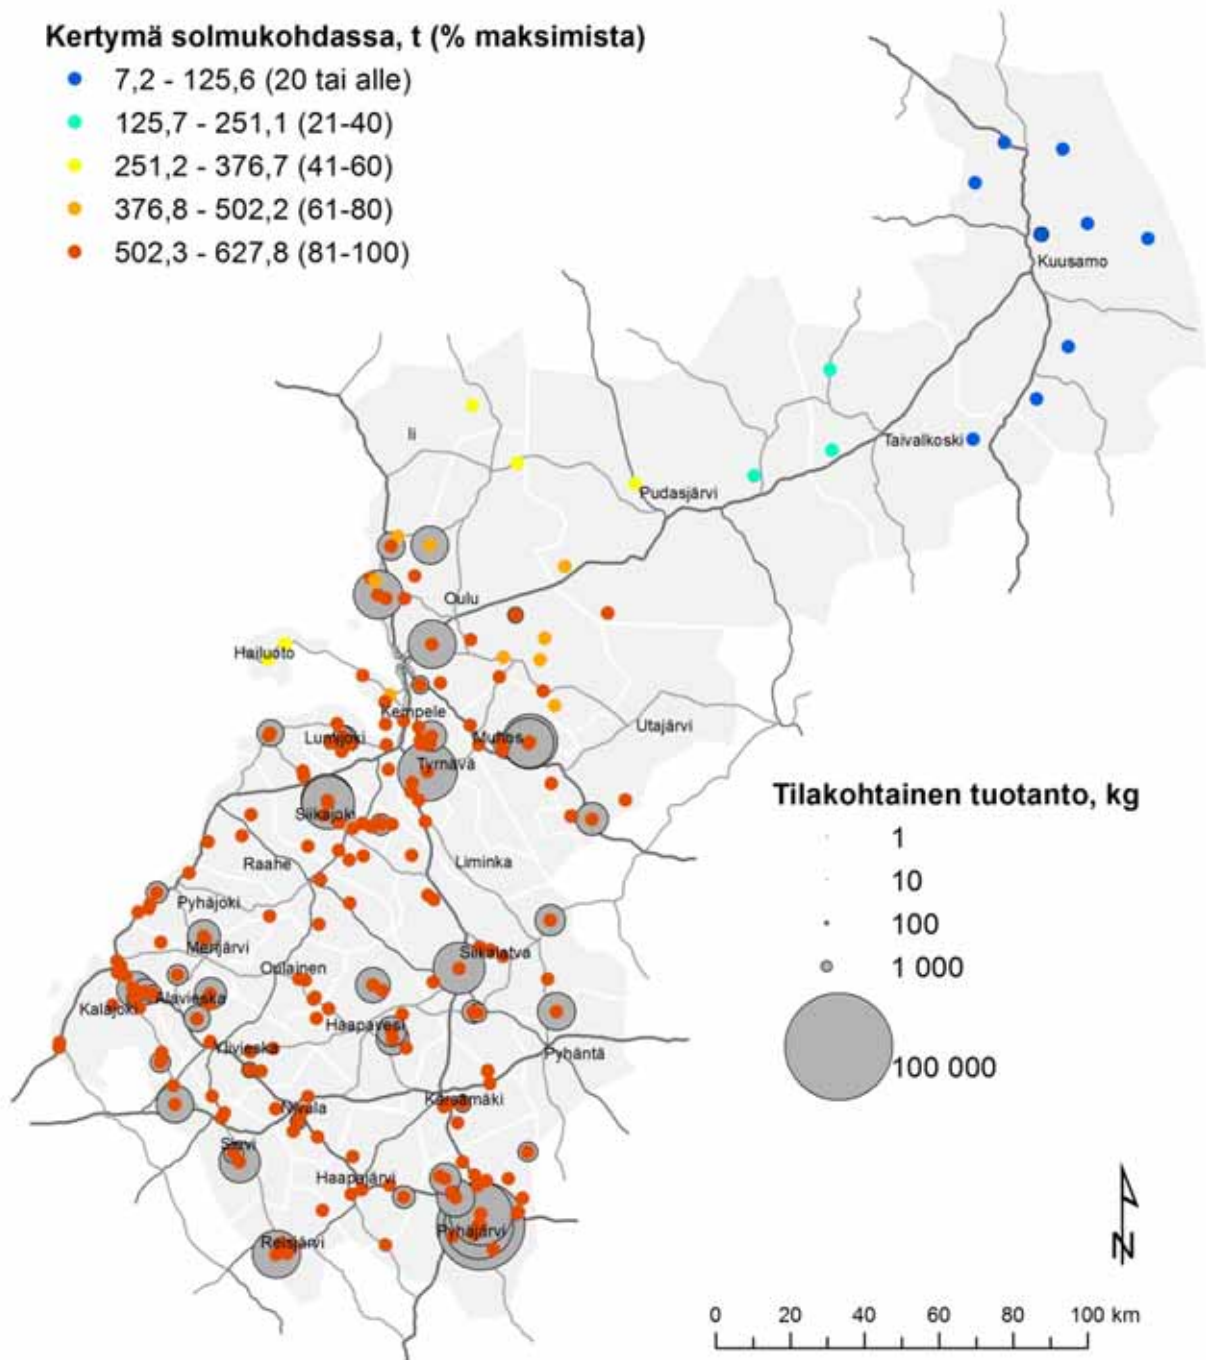 Kertymä solmukohdassa, t (% maksimista)
7,2 - 125,6 (20 tai alle)
125,7 - 251,1 (21-40)
251,2 - 376,7 (41-60)
376,8 - 502,2 (61-80)
502,3 - 627,8 (81-100)
Kuusamo
Ii
Taivalkoski
Pudasjärvi
Oulu
Hailuoto
Kempele
Lumijoki
Muhos
Utajärvi
Tyrnävä
Siikajoki
Raahe
Liminka
Pyhäjoki
Merijärvi
Siikalatva
Oulainen
Kalajoki
Alavieska
Haapavesi
Ylivieska
Pyhäntä
Kärsämäki
Nivala
Sievi
Haapajärvi
Pyhäjärvi
Reisjärvi
Tilakohtainen tuotanto, kg
1
10
100
1 000
100 000
N
0 20 40 60 80 100 km